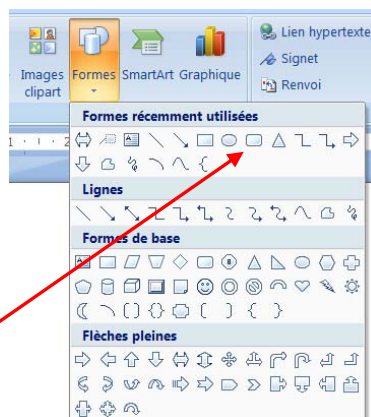 Images clipart
Formes
SmartArt
Graphique
Lien hypertexte
Signet
Renvoi
Formes récemment utilisées
Lignes
Formes de base
Flèches pleines